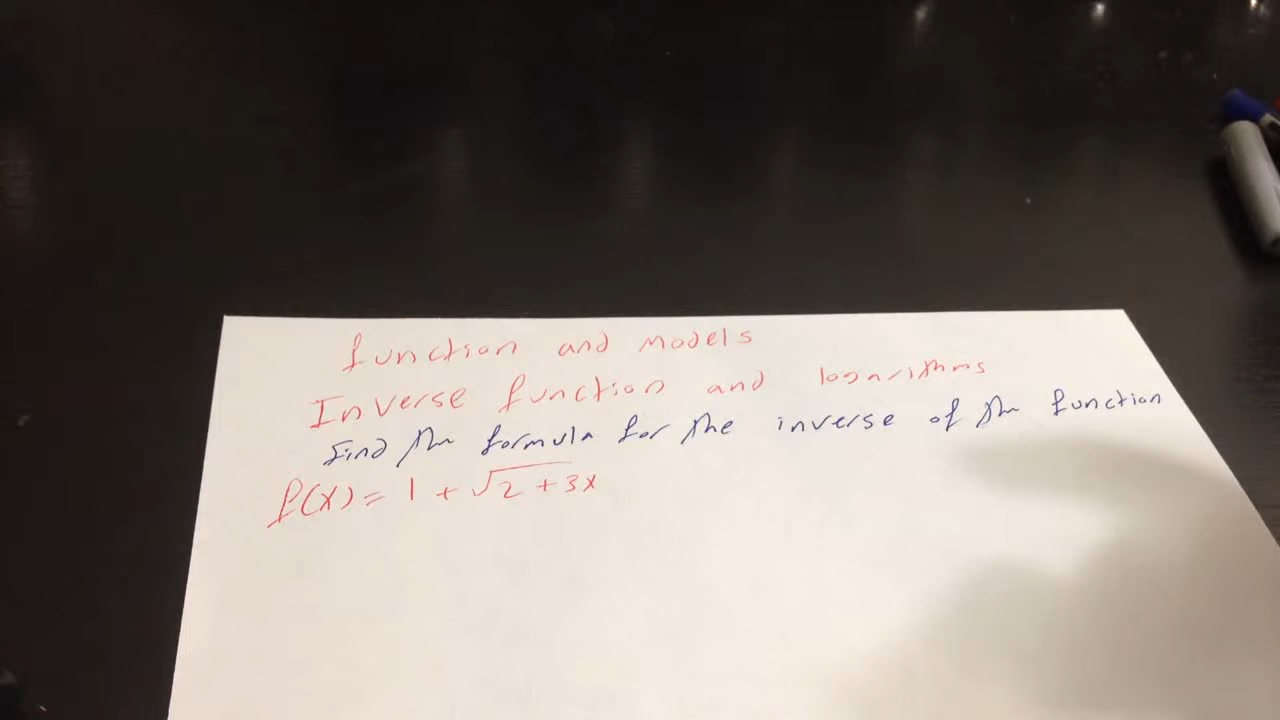 function and models
Inverse function and logarithms
Find the formula for the inverse of the function
f(x) = 1 + √2 + 3x